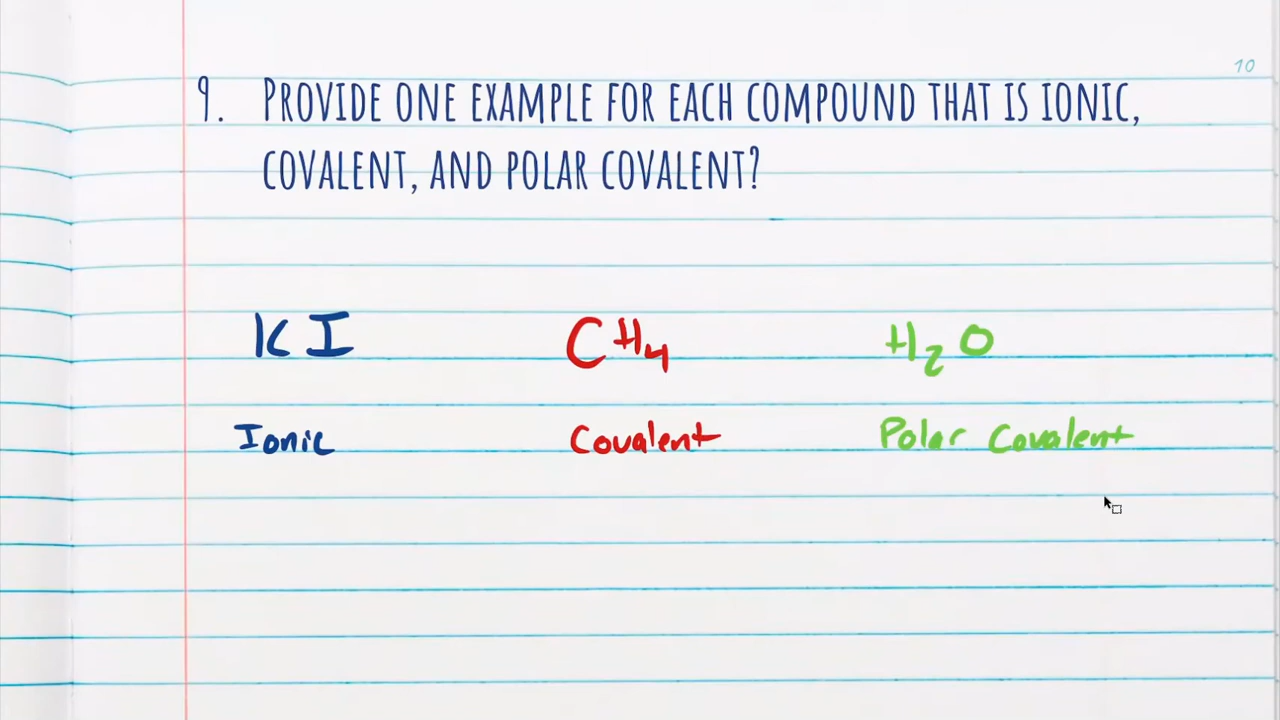 10
9. PROVIDE ONE EXAMPLE FOR EACH COMPOUND THAT IS IONIC,
COVALENT, AND POLAR COVALENT?
KI CH4 H2O
Ionic Covalent Polar Covalent